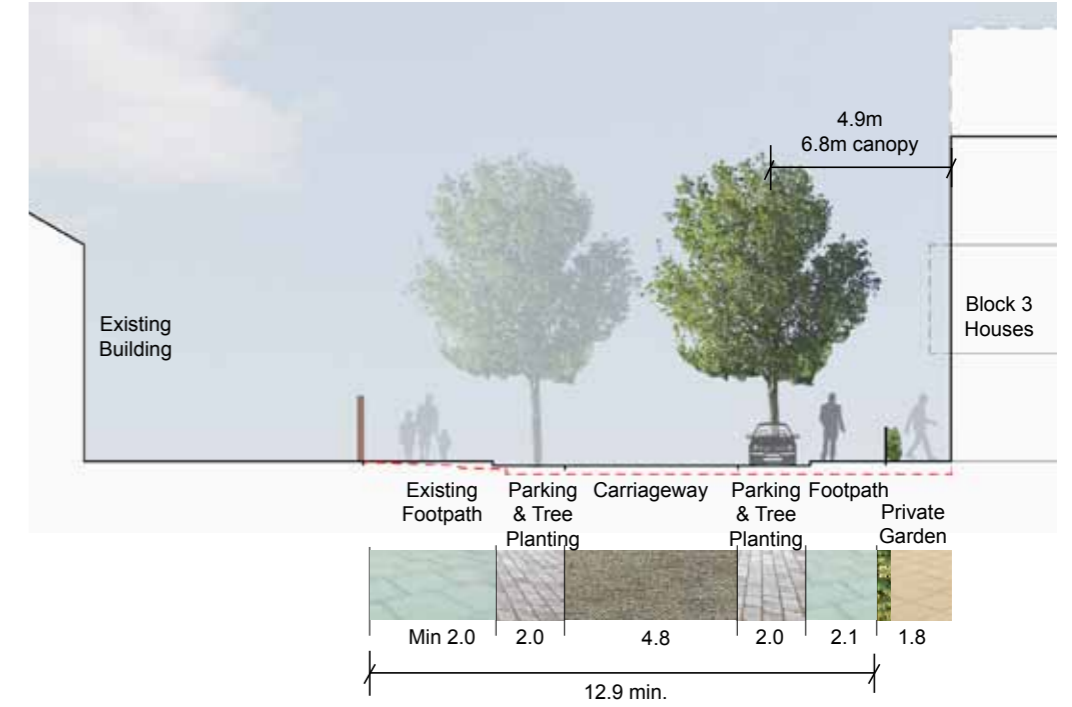 4.9m
6.8m canopy
Existing
Building
Block 3
Houses
Existing
Footpath
Parking
& Tree
Planting
Carriageway
Parking
& Tree
Planting
Footpath
Private
Garden
Min 2.0
2.0
4.8
2.0
2.1
1.8
12.9 min.